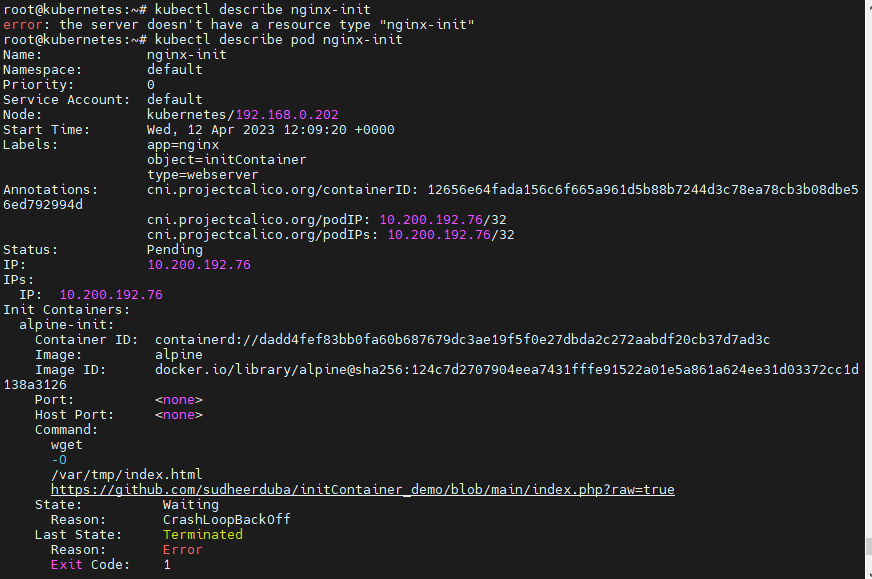 root@kubernetes:~# kubectl describe nginx-init
error: the server doesn't have a resource type "nginx-init"
root@kubernetes:~# kubectl describe pod nginx-init
Name:             nginx-init
Namespace:        default
Priority:         0
Service Account:  default
Node:             kubernetes/192.168.0.202
Start Time:       Wed, 12 Apr 2023 12:09:20 +0000
Labels:           app=nginx
                  object=initContainer
                  type=webserver
Annotations:      cni.projectcalico.org/containerID: 12656e64fada156c6f665a961d5b88b7244d3c78ea78cb3b08dbe5
6ed792994d
                  cni.projectcalico.org/podIP: 10.200.192.76/32
                  cni.projectcalico.org/podIPs: 10.200.192.76/32
Status:           Pending
IP:               10.200.192.76
IPs:
  IP:  10.200.192.76
Init Containers:
  alpine-init:
    Container ID:  containerd://dadd4fef83bb0fa60b687679dc3ae19f5f0e27dbda2c272aabdf20cb37d7ad3c
    Image:         alpine
    Image ID:      docker.io/library/alpine@sha256:124c7d2707904eea7431fffe91522a01e5a861a624ee31d03372cc1d
138a3126
    Port:          <none>
    Host Port:     <none>
    Command:
      wget
      -O
      /var/tmp/index.html
      https://github.com/sudheerduba/initContainer_demo/blob/main/index.php?raw=true
    State:          Waiting
      Reason:       CrashLoopBackOff
    Last State:     Terminated
      Reason:       Error
      Exit Code:    1